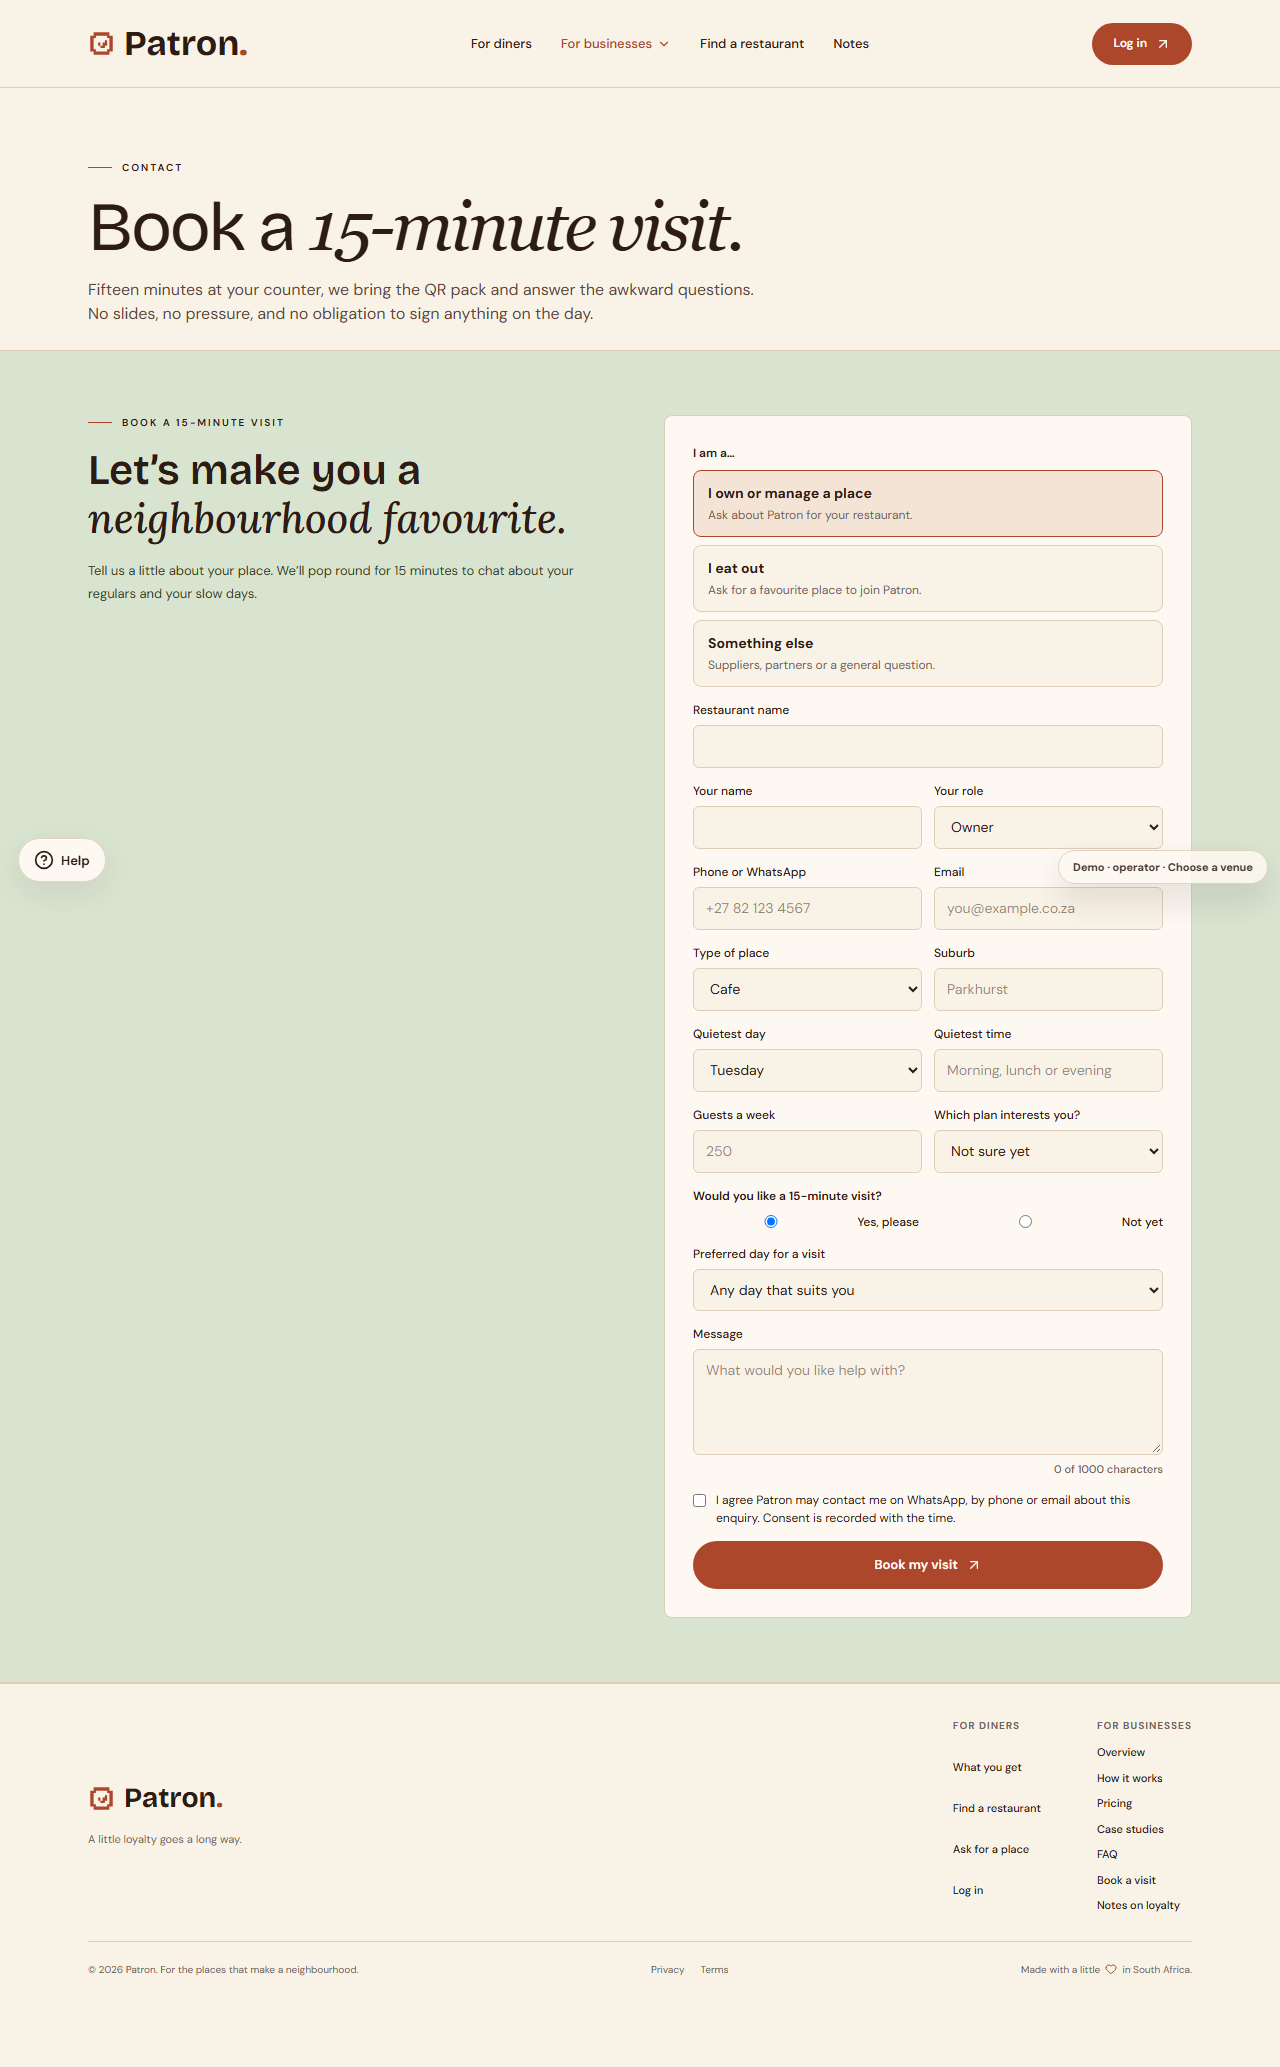 Patron.
For diners
For businesses
Find a restaurant
Notes
Log in
CONTACT
Book a 15-minute visit.
Fifteen minutes at your counter, we bring the QR pack and answer the awkward questions.
No slides, no pressure, and no obligation to sign anything on the day.
BOOK A 15-MINUTE VISIT
Let's make you a
neighbourhood favourite.
Tell us a little about your place. We'll pop round for 15 minutes to chat about your
regulars and your slow days.
I am a...
I own or manage a place
Ask about Patron for your restaurant.
I eat out
Ask for a favourite place to join Patron.
Something else
Suppliers, partners or a general question.
Restaurant name
Your name
Your role
Owner
Help
Demo · operator · Choose a venue
Phone or WhatsApp
Email
+27 82 123 4567
you@example.co.za
Type of place
Suburb
Cafe
Parkhurst
Quietest day
Quietest time
Tuesday
Morning, lunch or evening
Guests a week
Which plan interests you?
250
Not sure yet
Would you like a 15-minute visit?
Yes, please
Not yet
Preferred day for a visit
Any day that suits you
Message
What would you like help with?
0 of 1000 characters
I agree Patron may contact me on WhatsApp, by phone or email about this
enquiry. Consent is recorded with the time.
Book my visit
Patron.
A little loyalty goes a long way.
FOR DINERS
What you get
Find a restaurant
Ask for a place
Log in
FOR BUSINESSES
Overview
How it works
Pricing
Case studies
FAQ
Book a visit
Notes on loyalty
© 2026 Patron. For the places that make a neighbourhood.
Privacy
Terms
Made with a little
in South Africa.